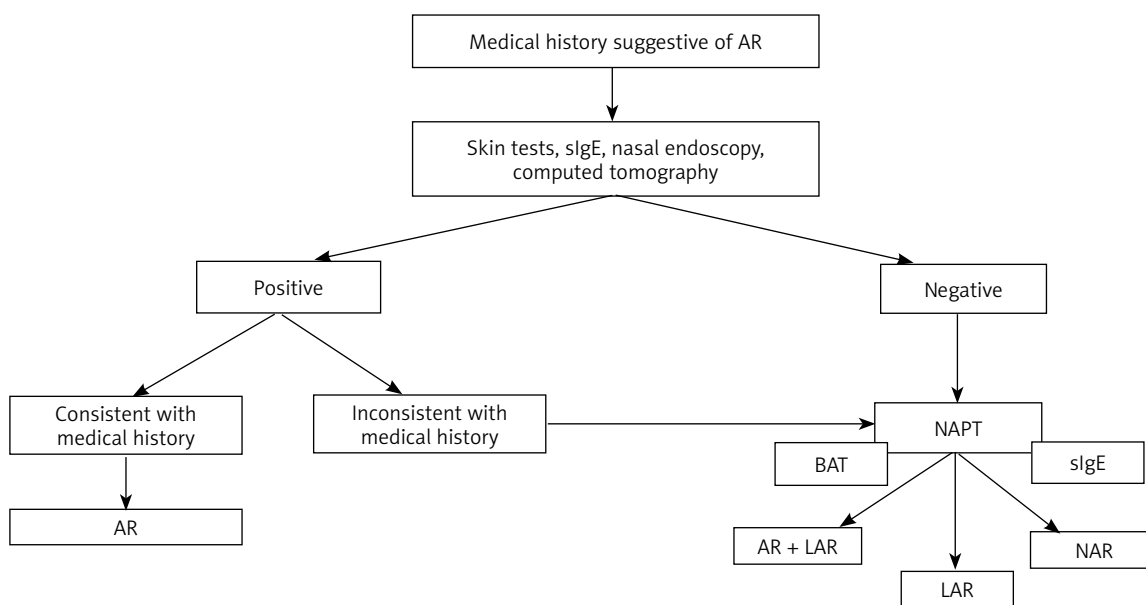 Medical history suggestive of AR
Skin tests, sIgE, nasal endoscopy,
computed tomography
Positive
Negative
Consistent with
medical history
Inconsistent with
medical history
NAPT
BAT
sIgE
AR
AR + LAR
NAR
LAR